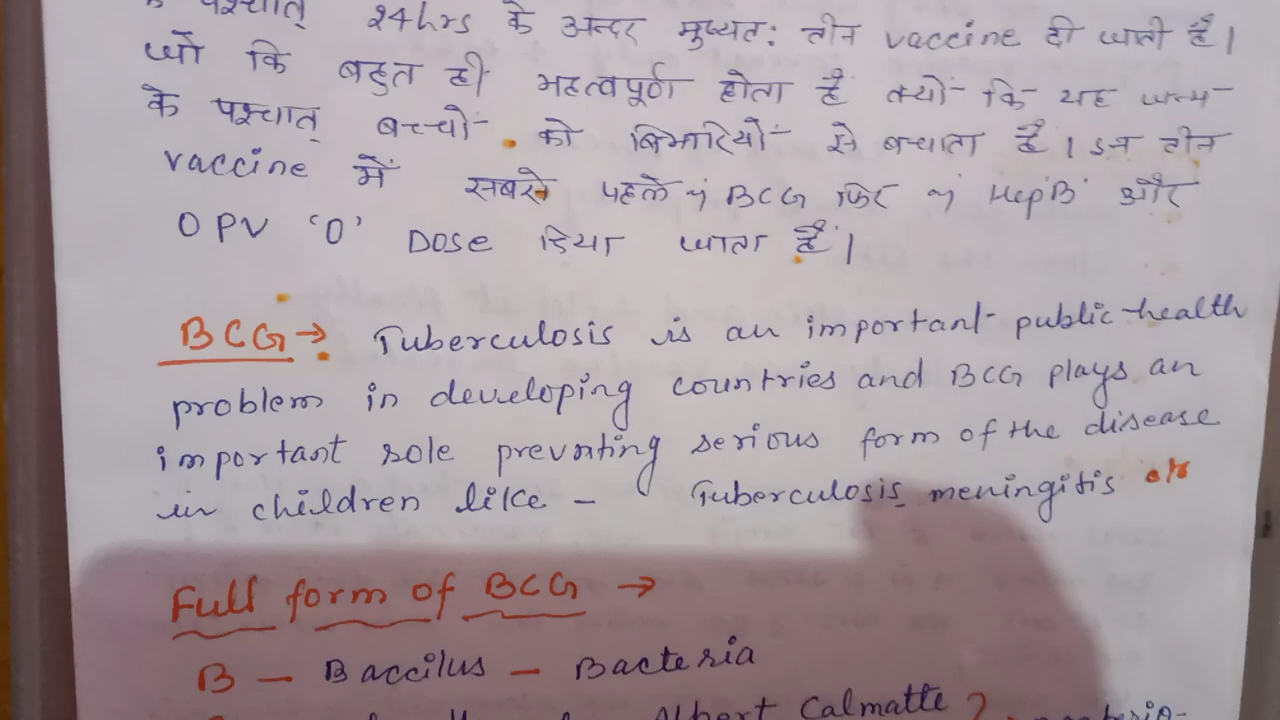 के पश्चात् 24hrs के अन्दर मुख्यत: तीन vaccine दी जाती है।
जो कि बहुत ही महत्वपूर्ण होता है क्यों कि यह जन्म
के पश्चात् बच्चों को बिमारियों से बचाता है। इन तीन
vaccine में सबसे पहले BCG फिर HepB और
OPV 'O' DOSE दिया जाता है।
BCG → Tuberculosis is an important public health
problem in developing countries and BCG plays an
important role prevnting serious form of the disease
in children like - Tuberculosis meningitis
Full form of BCG →
B — Baccilus — Bacteria
Albert Calmatte